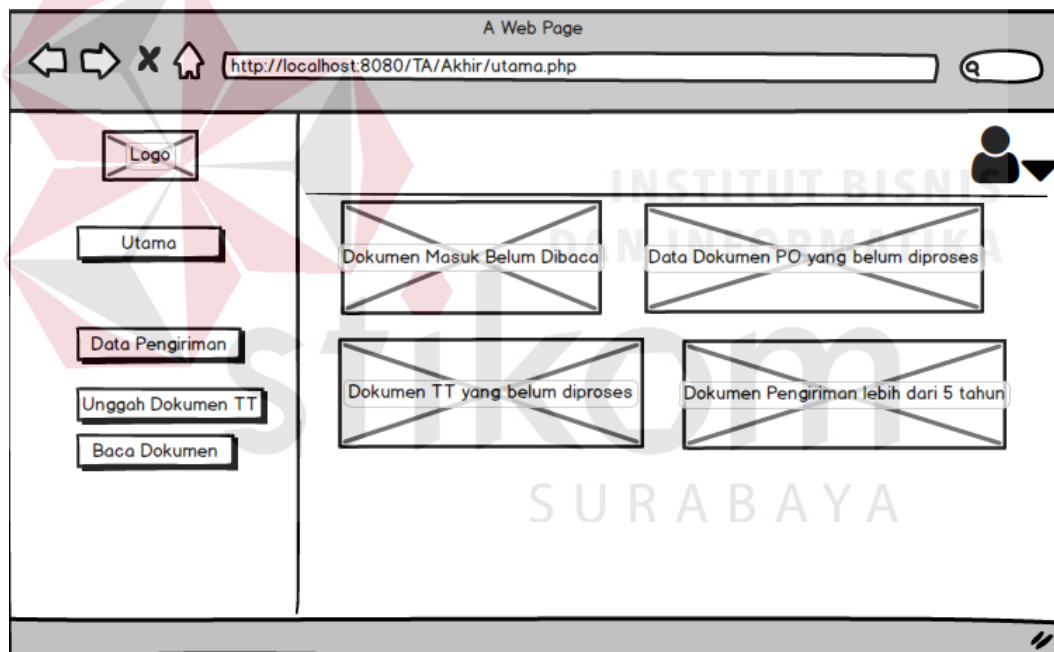 A Web Page
http://localhost:8080/TA/Akhir/utama.php
Logo
Utama
Data Pengiriman
Unggah Dokumen TT
Baca Dokumen
Dokumen Masuk Belum Dibaca
Data Dokumen PO yang belum diproses
Dokumen TT yang belum diproses
Dokumen Pengiriman lebih dari 5 tahun
INSTITUT BISNIS
DAN INFORMATIKA
stikom
SURABAYA